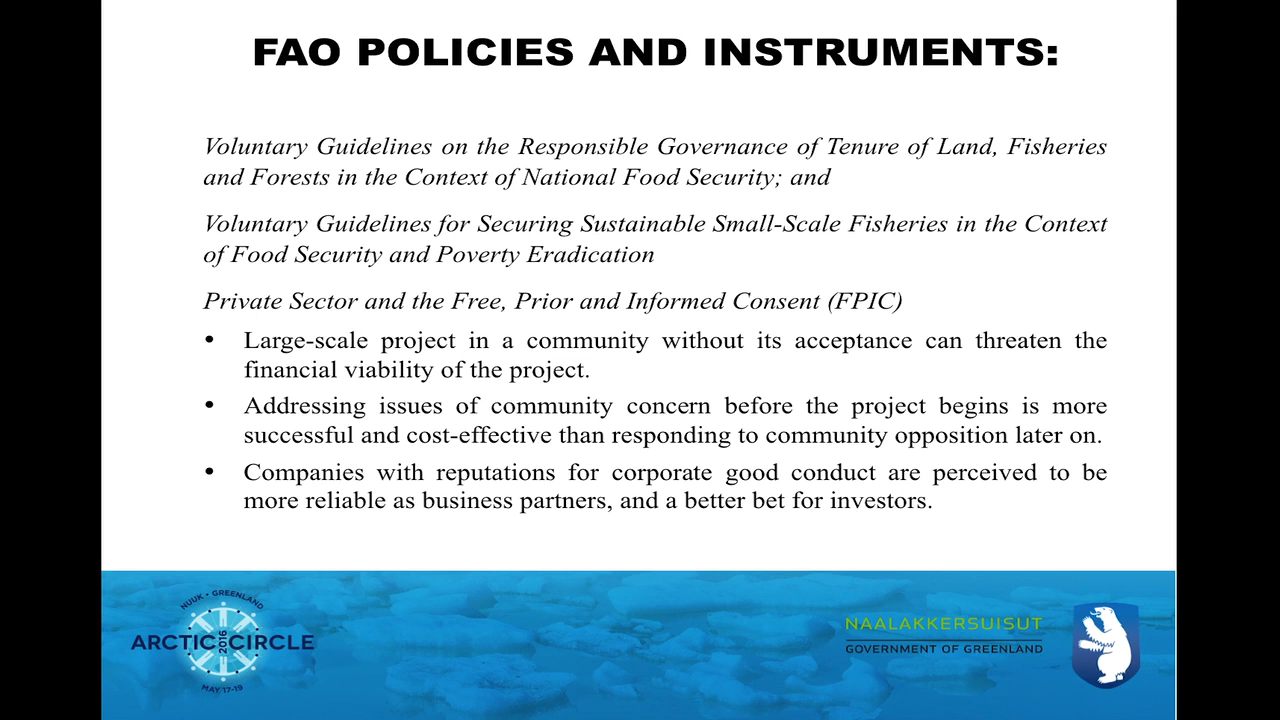 FAO POLICIES AND INSTRUMENTS:
Voluntary Guidelines on the Responsible Governance of Tenure of Land, Fisheries
and Forests in the Context of National Food Security; and
Voluntary Guidelines for Securing Sustainable Small-Scale Fisheries in the Context
of Food Security and Poverty Eradication
Private Sector and the Free, Prior and Informed Consent (FPIC)
• Large-scale project in a community without its acceptance can threaten the
financial viability of the project.
• Addressing issues of community concern before the project begins is more
successful and cost-effective than responding to community opposition later on.
• Companies with reputations for corporate good conduct are perceived to be
more reliable as business partners, and a better bet for investors.
NUUK • GREENLAND
ARCTIC 2016 CIRCLE
MAY 17-19
NAALAKKERSUISUT
GOVERNMENT OF GREENLAND